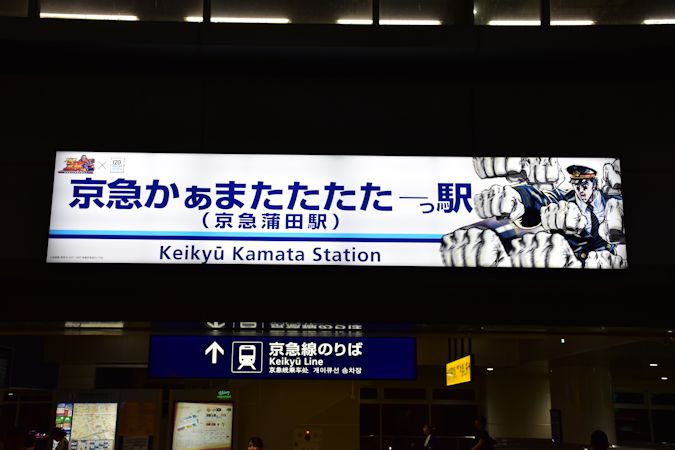 × 120
京急かぁまたたたたーっ駅
(京急蒲田駅)
Keikyū Kamata Station
京急線のりば
Keikyū Line
京急线乘车处 게이큐선 승차장